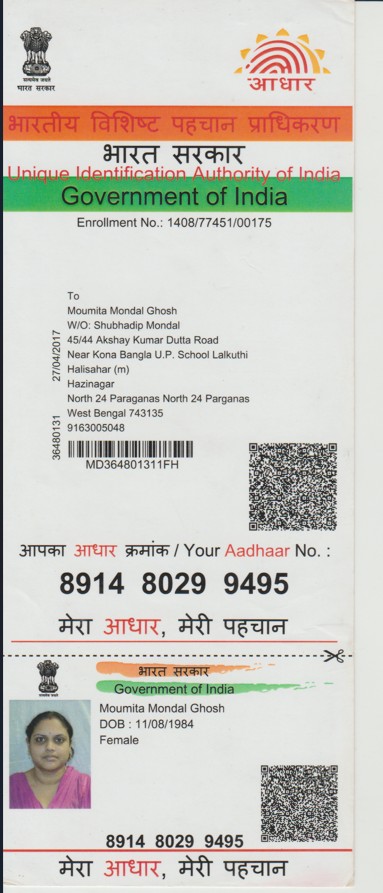 सत्यमेव जयते
भारत सरकार
आधार
भारतीय विशिष्ट पहचान प्राधिकरण
भारत सरकार
Unique Identification Authority of India
Government of India
Enrollment No.: 1408/77451/00175
27/04/2017
To
Moumita Mondal Ghosh
W/O: Shubhadip Mondal
45/44 Akshay Kumar Dutta Road
Near Kona Bangla U.P. School Lalkuthi
Halisahar (m)
Hazinagar
North 24 Paraganas North 24 Parganas
West Bengal 743135
9163005048
36480131
MD364801311FH
आपका आधार क्रमांक / Your Aadhaar No. :
8914 8029 9495
मेरा आधार, मेरी पहचान
भारत सरकार
Government of India
Moumita Mondal Ghosh
DOB : 11/08/1984
Female
8914 8029 9495
मेरा आधार, मेरी पहचान